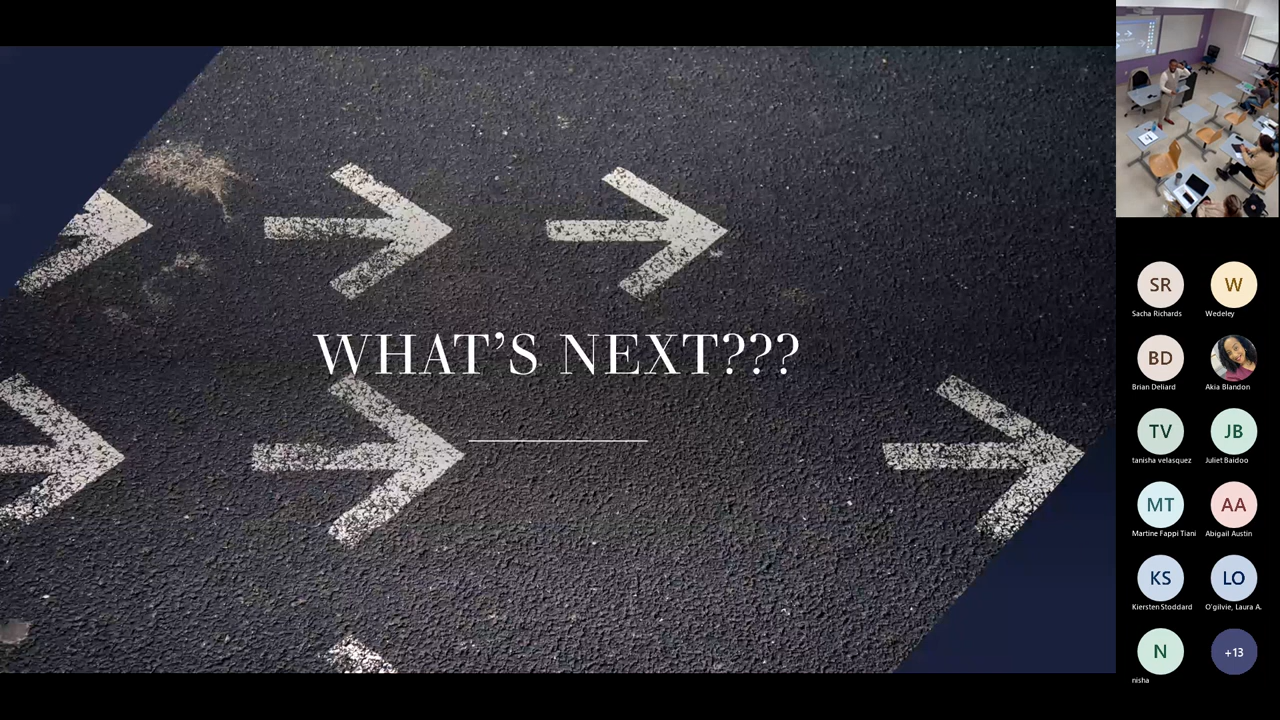 WHAT'S NEXT???
SR
Sacha Richards
W
Wedeley
BD
Brian Deliard
Akia Blandon
TV
tanisha velasquez
JB
Juliet Baidoo
MT
Martine Fappi Tiani
AA
Abigail Austin
KS
Kiersten Stoddard
LO
O'gilvie, Laura A.
N
nisha
+13